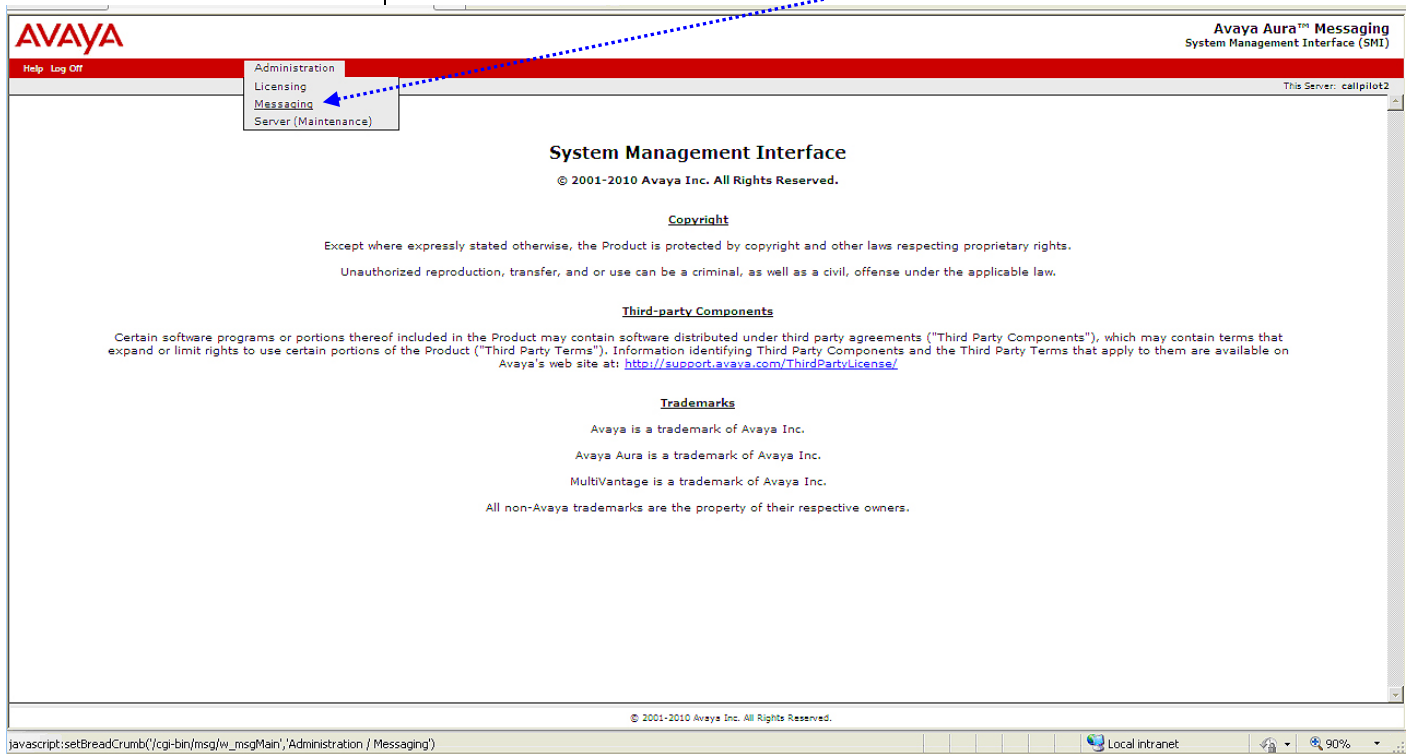 AVAYA
Avaya Aura™ Messaging
System Management Interface (SMI)
Help Log Off
Administration
Licensing
Messaging
Server (Maintenance)
This Server: callpilot2
System Management Interface
© 2001-2010 Avaya Inc. All Rights Reserved.
Copyright
Except where expressly stated otherwise, the Product is protected by copyright and other laws respecting proprietary rights.
Unauthorized reproduction, transfer, and or use can be a criminal, as well as a civil, offense under the applicable law.
Third-party Components
Certain software programs or portions thereof included in the Product may contain software distributed under third party agreements ("Third Party Components"), which may contain terms that
expand or limit rights to use certain portions of the Product ("Third Party Terms"). Information identifying Third Party Components and the Third Party Terms that apply to them are available on
Avaya's web site at: http://support.avaya.com/ThirdPartyLicense/
Trademarks
Avaya is a trademark of Avaya Inc.
Avaya Aura is a trademark of Avaya Inc.
MultiVantage is a trademark of Avaya Inc.
All non-Avaya trademarks are the property of their respective owners.
© 2001-2010 Avaya Inc. All Rights Reserved.
javascript:setBreadCrumb('/cgi-bin/msg/w_msgMain','Administration / Messaging')
Local intranet
90%